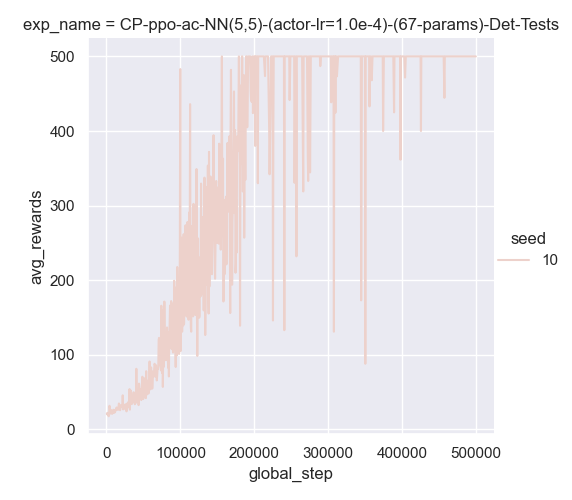 exp_name = CP-ppo-ac-NN(5,5)-(actor-lr=1.0e-4)-(67-params)-Det-Tests
500
400
300
200
100
0
avg_rewards
0 100000 200000 300000 400000 500000
global_step
seed
10